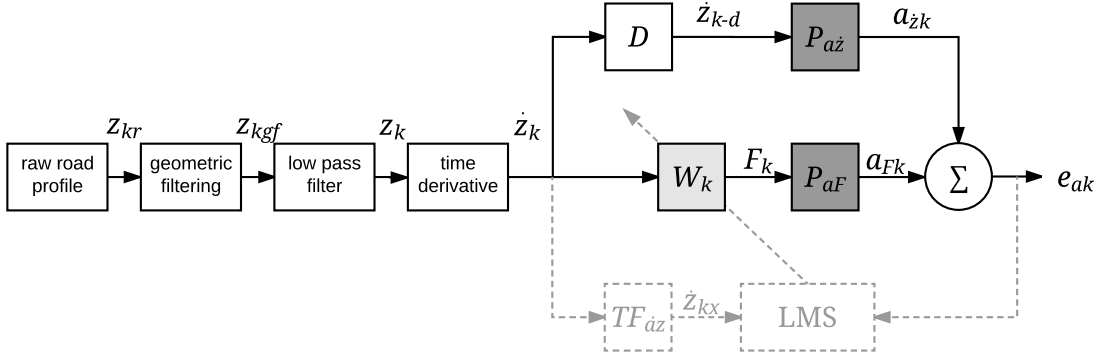 ż_{k-d}
a_{żk}
D
P_{aż}
z_{kr}
z_{kgf}
z_k
ż_k
raw road
profile
geometric
filtering
low pass
filter
time
derivative
W_k
F_k
P_{aF}
a_{Fk}
∑
e_{ak}
TF_{ȧz}
ż_{kx}
LMS